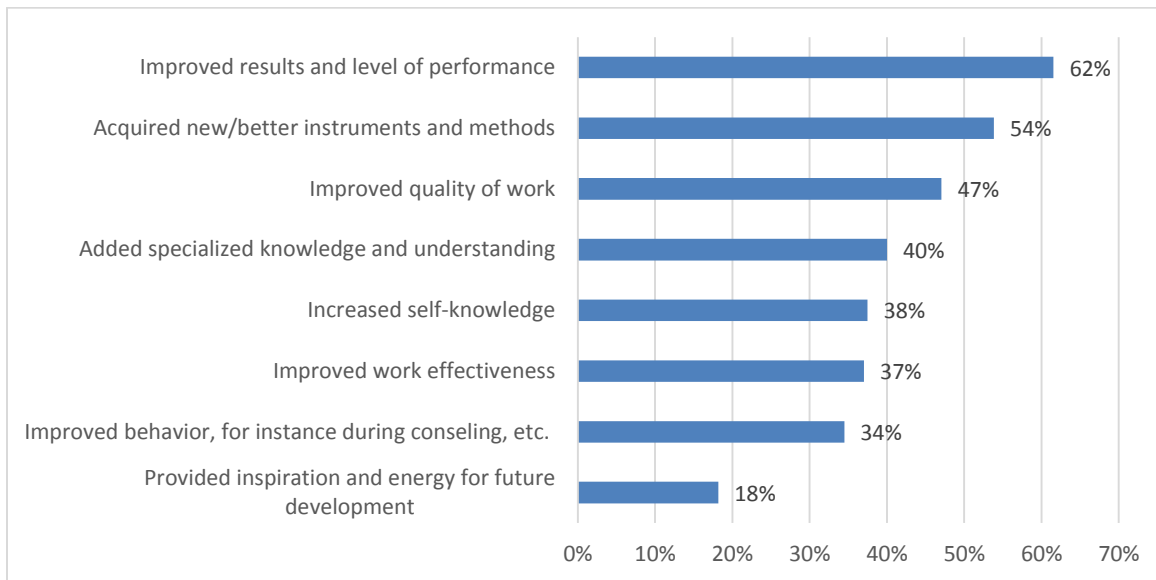 Improved results and level of performance 62%
Acquired new/better instruments and methods 54%
Improved quality of work 47%
Added specialized knowledge and understanding 40%
Increased self-knowledge 38%
Improved work effectiveness 37%
Improved behavior, for instance during conseling, etc. 34%
Provided inspiration and energy for future
development 18%
0% 10% 20% 30% 40% 50% 60% 70%